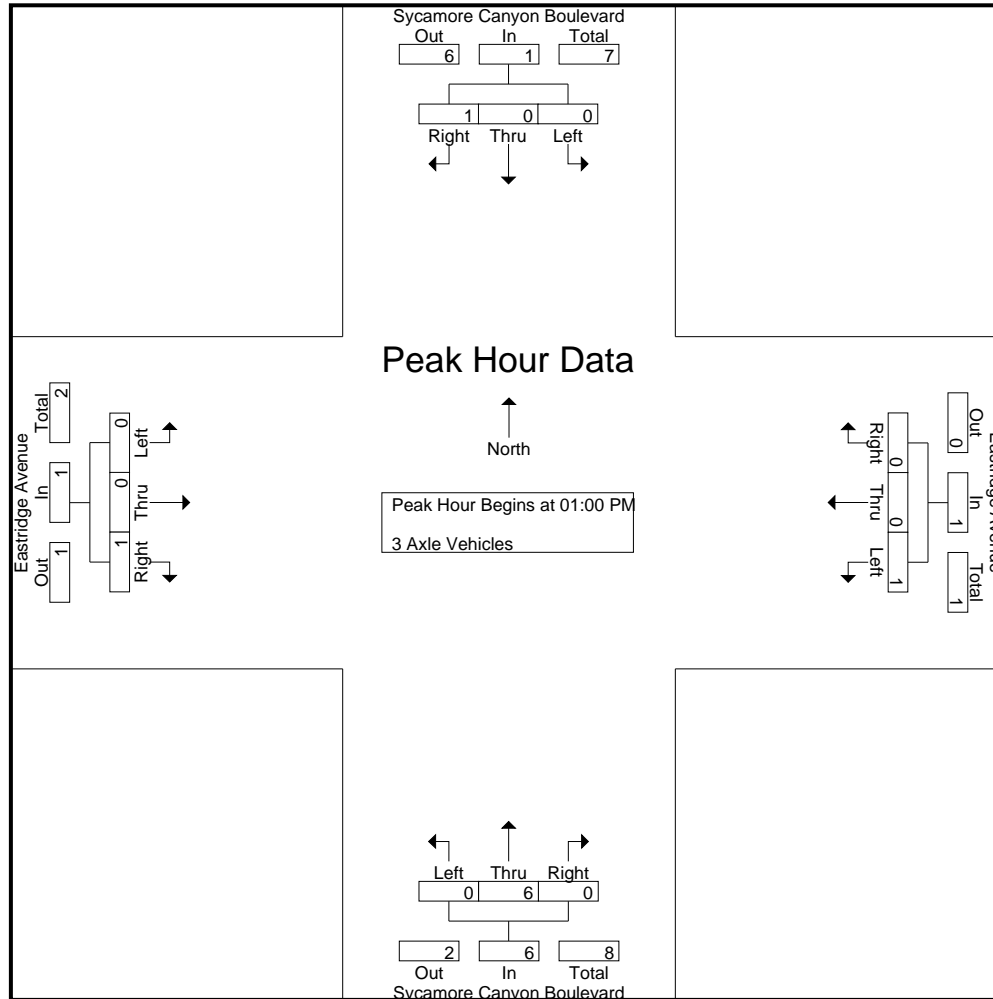 Sycamore Canyon Boulevard
Out In Total
6 1 7
1 0 0
Right Thru Left
Peak Hour Data
North
Peak Hour Begins at 01:00 PM
3 Axle Vehicles
Eastridge Avenue
Total In Out
2 1 1
0 0 1
Left Thru Right
Out In Total
0 1 1
0 0 1
Right Thru Left
Left Thru Right
0 6 0
2 6 8
Out In Total
Sycamore Canyon Boulevard